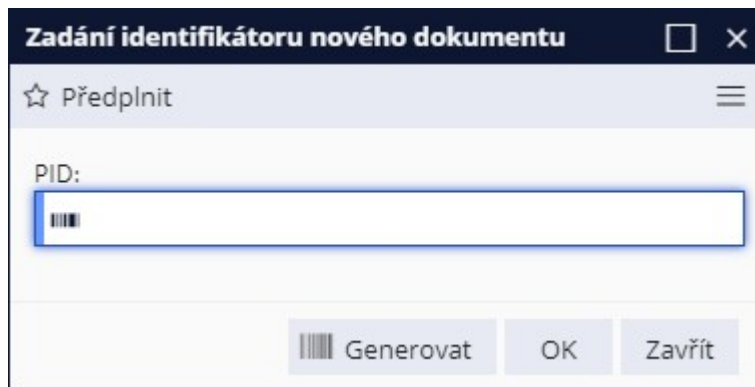 Zadání identifikátoru nového dokumentu
Předplnit
PID:
Generovat OK Zavřít